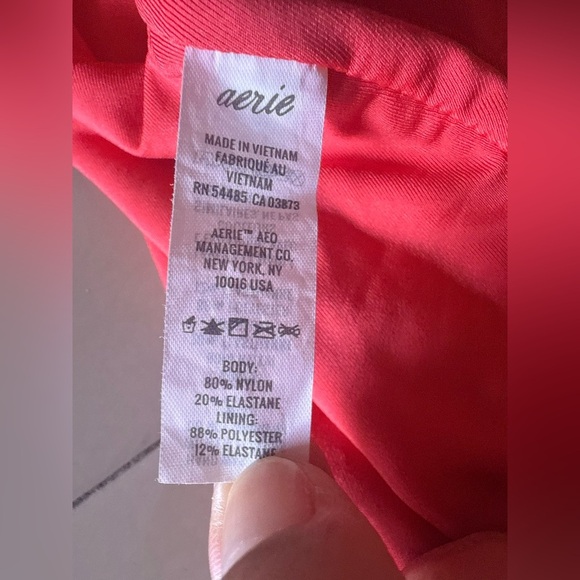 aerie
MADE IN VIETNAM
FABRIQUÉ AU
VIETNAM
RN 54485 CA 03873
AERIE™ AEO
MANAGEMENT CO.
NEW YORK, NY
10016 USA
BODY:
80% NYLON
20% ELASTANE
LINING:
88% POLYESTER
12% ELASTANE